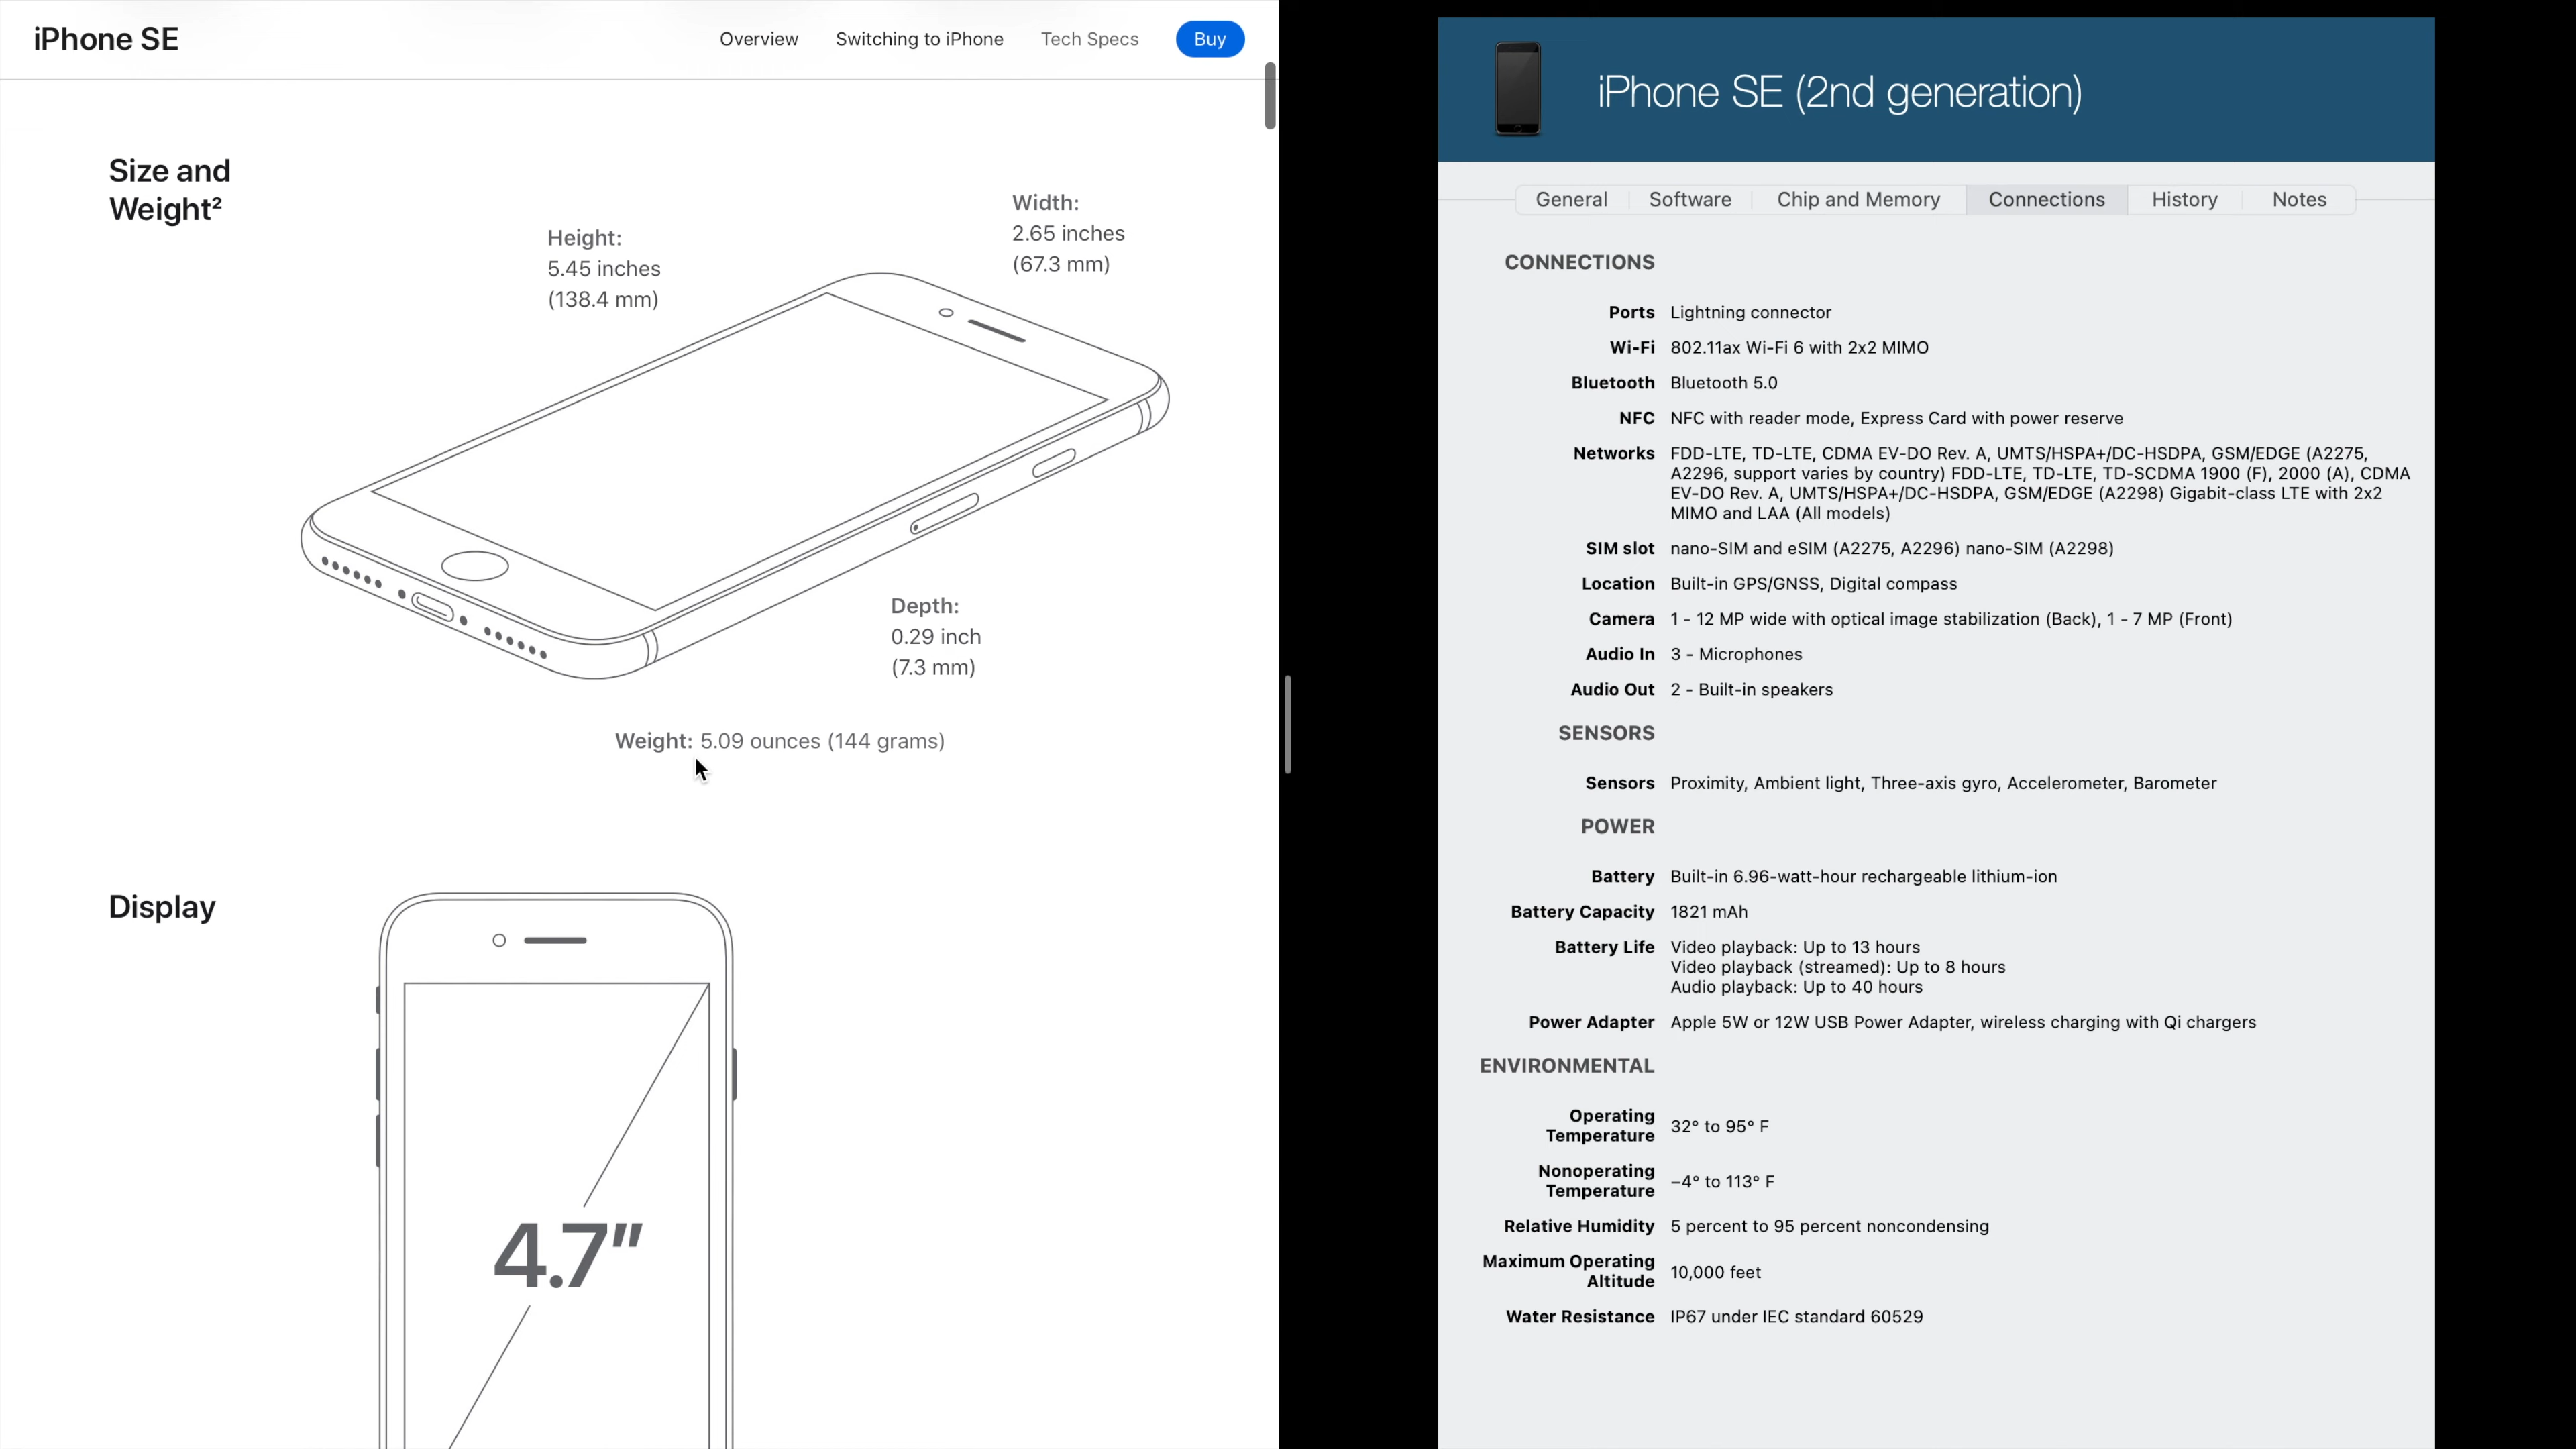 iPhone SE
Overview
Switching to iPhone
Tech Specs
Buy
Size and
Weight²
Height:
5.45 inches
(138.4 mm)
Width:
2.65 inches
(67.3 mm)
Depth:
0.29 inch
(7.3 mm)
Weight: 5.09 ounces (144 grams)
Display
4.7″
iPhone SE (2nd generation)
General
Software
Chip and Memory
Connections
History
Notes
CONNECTIONS
Ports Lightning connector
Wi-Fi 802.11ax Wi-Fi 6 with 2x2 MIMO
Bluetooth Bluetooth 5.0
NFC NFC with reader mode, Express Card with power reserve
Networks FDD-LTE, TD-LTE, CDMA EV-DO Rev. A, UMTS/HSPA+/DC-HSDPA, GSM/EDGE (A2275,
A2296, support varies by country) FDD-LTE, TD-LTE, TD-SCDMA 1900 (F), 2000 (A), CDMA
EV-DO Rev. A, UMTS/HSPA+/DC-HSDPA, GSM/EDGE (A2298) Gigabit-class LTE with 2x2
MIMO and LAA (All models)
SIM slot nano-SIM and eSIM (A2275, A2296) nano-SIM (A2298)
Location Built-in GPS/GNSS, Digital compass
Camera 1 - 12 MP wide with optical image stabilization (Back), 1 - 7 MP (Front)
Audio In 3 - Microphones
Audio Out 2 - Built-in speakers
SENSORS
Sensors Proximity, Ambient light, Three-axis gyro, Accelerometer, Barometer
POWER
Battery Built-in 6.96-watt-hour rechargeable lithium-ion
Battery Capacity 1821 mAh
Battery Life Video playback: Up to 13 hours
Video playback (streamed): Up to 8 hours
Audio playback: Up to 40 hours
Power Adapter Apple 5W or 12W USB Power Adapter, wireless charging with Qi chargers
ENVIRONMENTAL
Operating
Temperature
32° to 95° F
Nonoperating
Temperature
–4° to 113° F
Relative Humidity 5 percent to 95 percent noncondensing
Maximum Operating
Altitude
10,000 feet
Water Resistance IP67 under IEC standard 60529